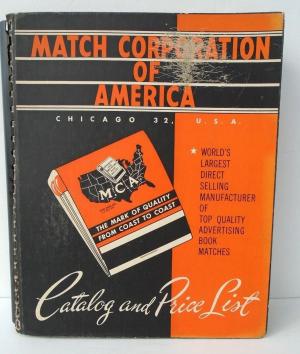 MATCH CORPORATION
OF
AMERICA
CHICAGO 32, U.S.A.
MCA
THE MARK OF QUALITY
FROM COAST TO COAST
★ WORLD'S
LARGEST
DIRECT
SELLING
MANUFACTURER
OF
TOP QUALITY
ADVERTISING
BOOK
MATCHES
Catalog and Price List